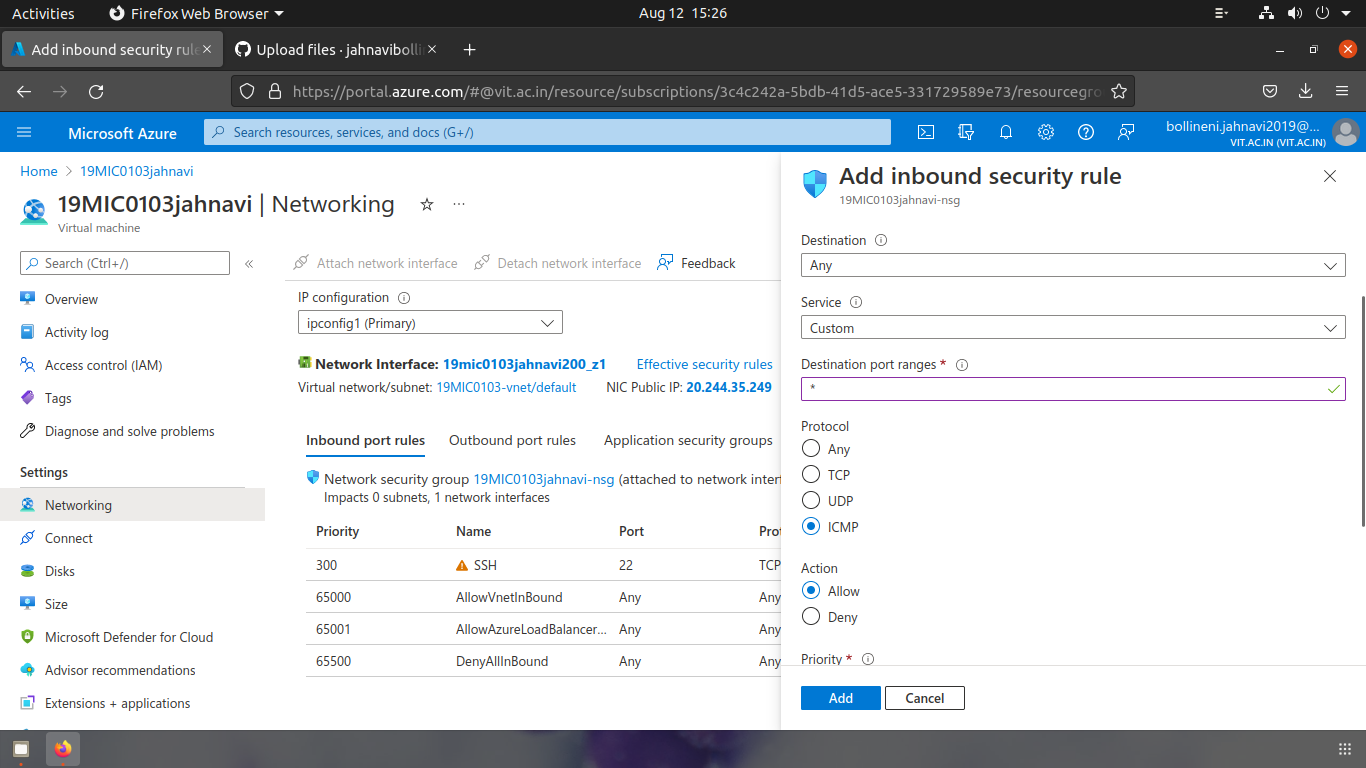 Activities
Firefox Web Browser
Aug 12 15:26
Add inbound security rule
Upload files · jahnavibolli
https://portal.azure.com/#@vit.ac.in/resource/subscriptions/3c4c242a-5bdb-41d5-ace5-331729589e73/resourcegro
Microsoft Azure
Search resources, services, and docs (G+/)
bollineni.jahnavi2019@...
VIT.AC.IN (VIT.AC.IN)
Home > 19MIC0103jahnavi
19MIC0103jahnavi | Networking
Virtual machine
Search (Ctrl+/)
Overview
Activity log
Access control (IAM)
Tags
Diagnose and solve problems
Settings
Networking
Connect
Disks
Size
Microsoft Defender for Cloud
Advisor recommendations
Extensions + applications
Attach network interface
Detach network interface
Feedback
IP configuration
ipconfig1 (Primary)
Network Interface: 19mic0103jahnavi200_z1
Effective security rules
Virtual network/subnet: 19MIC0103-vnet/default
NIC Public IP: 20.244.35.249
Inbound port rules
Outbound port rules
Application security groups
Network security group 19MIC0103jahnavi-nsg (attached to network interf
Impacts 0 subnets, 1 network interfaces
Priority Name Port Prot
300 SSH 22 TCP
65000 AllowVnetInBound Any Any
65001 AllowAzureLoadBalancer... Any Any
65500 DenyAllInBound Any Any
Add inbound security rule
19MIC0103jahnavi-nsg
Destination
Any
Service
Custom
Destination port ranges *
*
Protocol
Any
TCP
UDP
ICMP
Action
Allow
Deny
Priority *
Add
Cancel